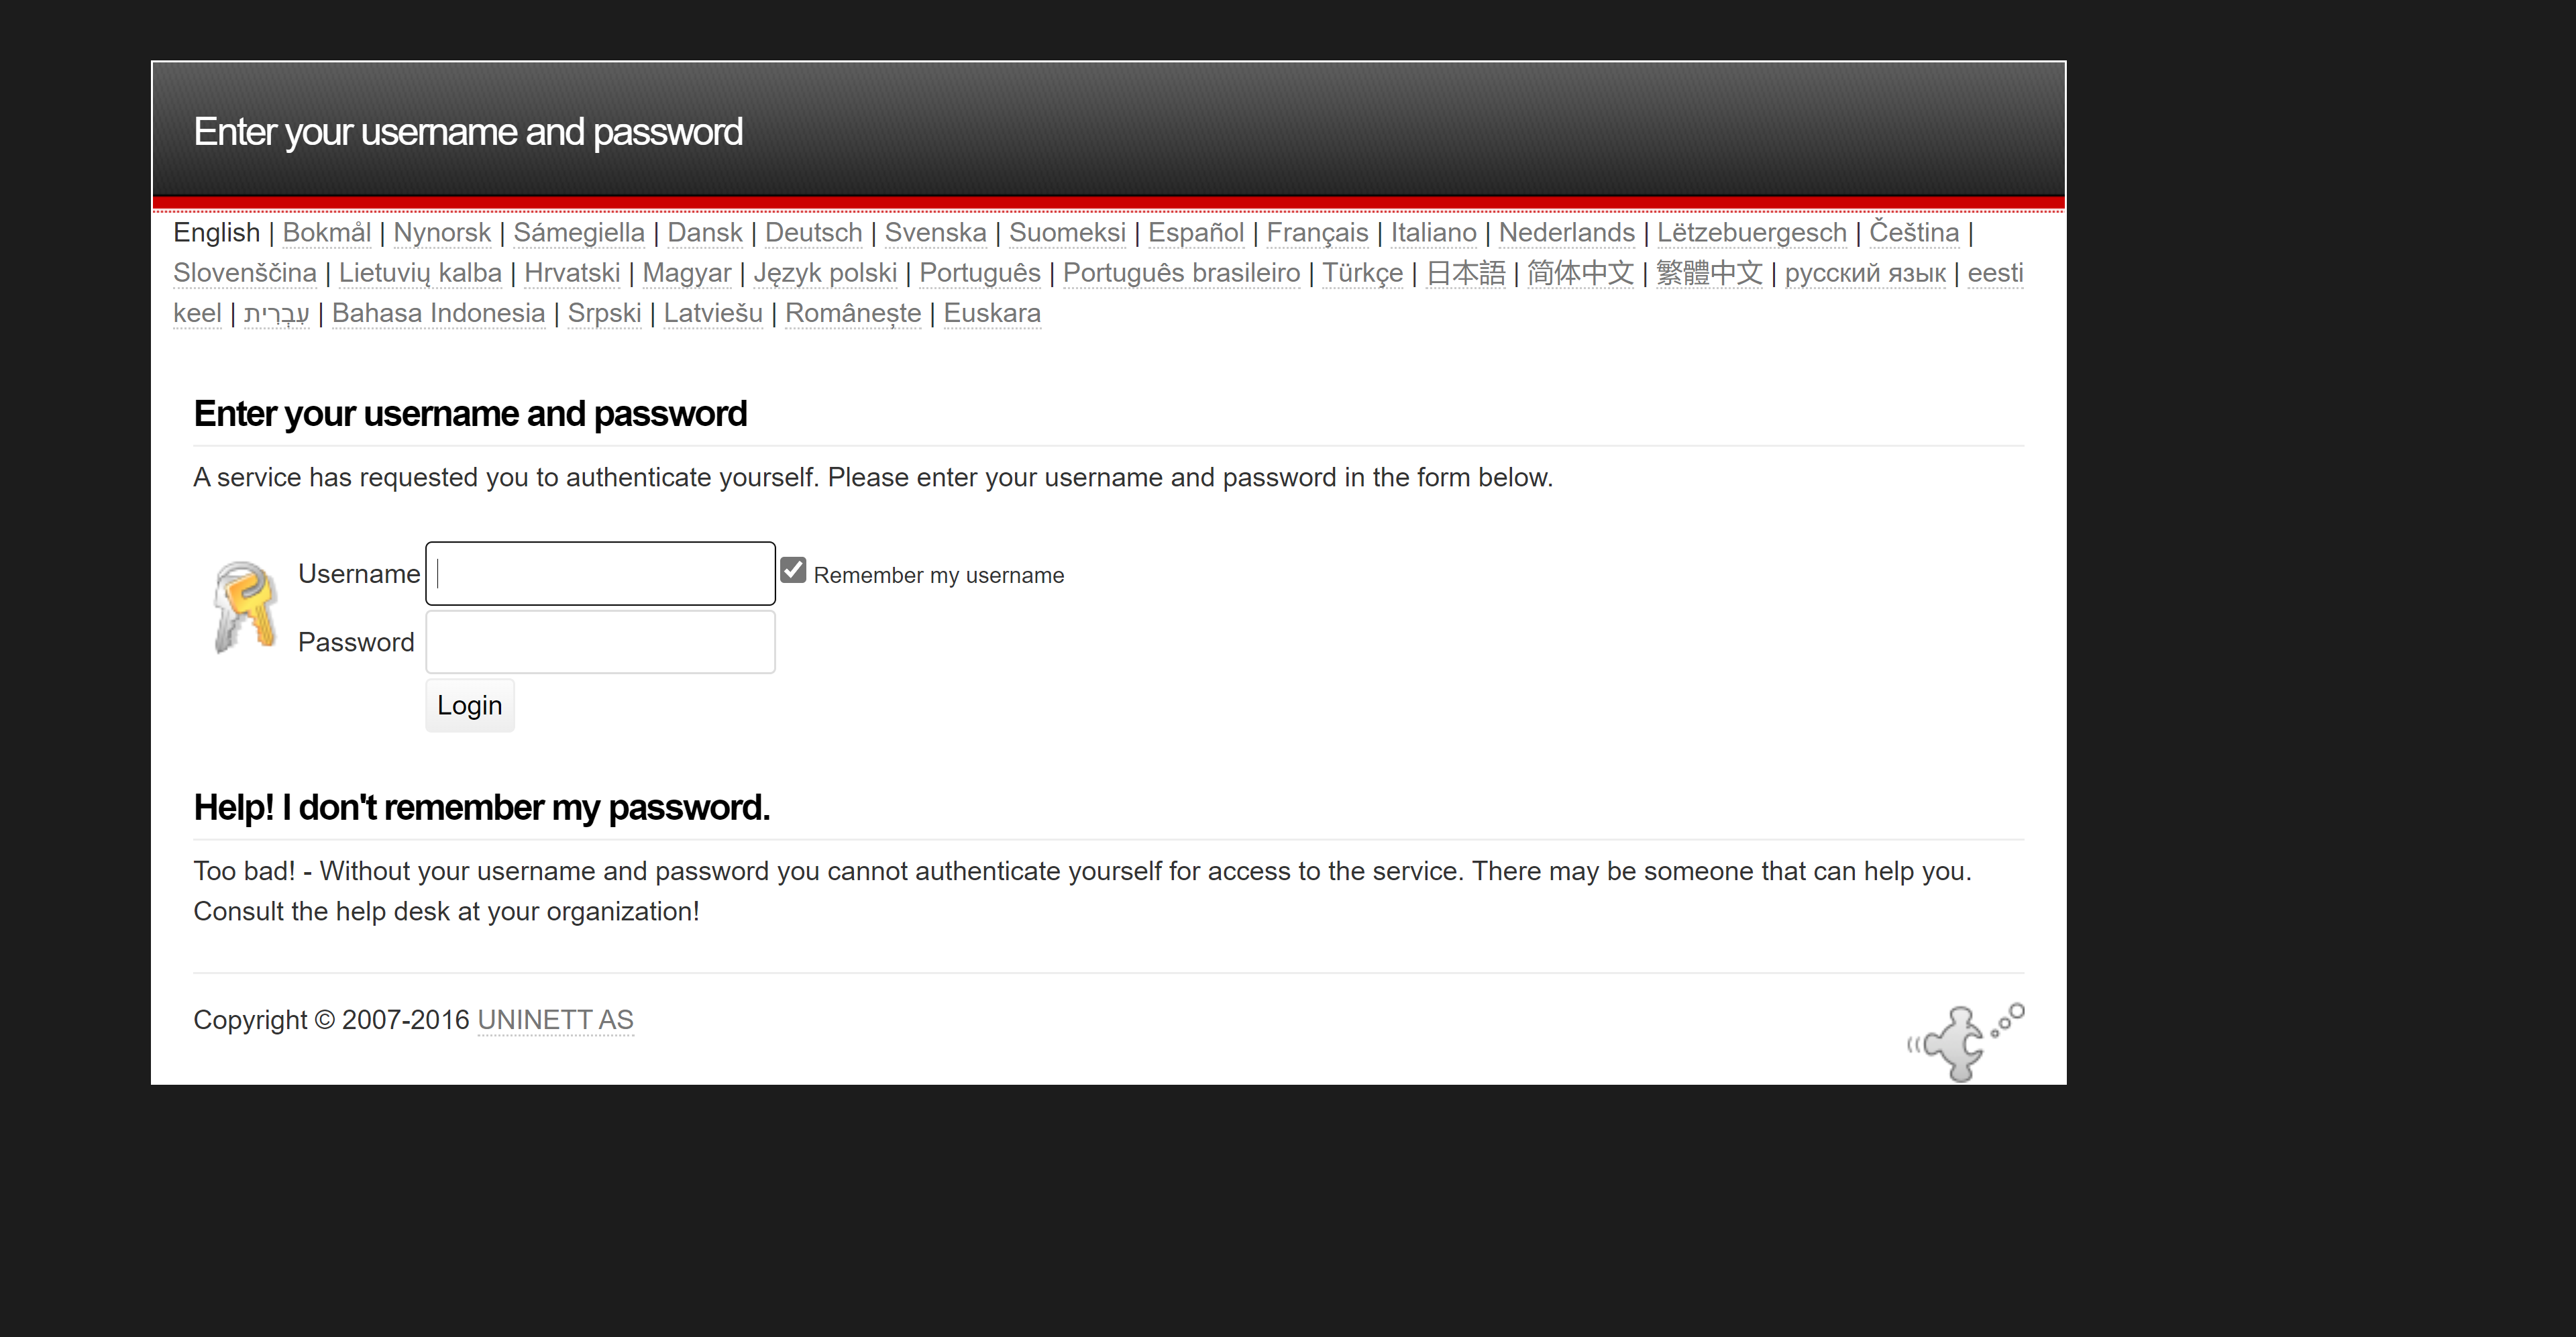 Enter your username and password
English | Bokmål | Nynorsk | Sámegiella | Dansk | Deutsch | Svenska | Suomeksi | Español | Français | Italiano | Nederlands | Lëtzebuergesch | Čeština |
Slovenščina | Lietuvių kalba | Hrvatski | Magyar | Język polski | Português | Português brasileiro | Türkçe | 日本語 | 简体中文 | 繁體中文 | русский язык | eesti
keel | עִבְרִית | Bahasa Indonesia | Srpski | Latviešu | Românește | Euskara
Enter your username and password
A service has requested you to authenticate yourself. Please enter your username and password in the form below.
Username Remember my username
Password
Login
Help! I don't remember my password.
Too bad! - Without your username and password you cannot authenticate yourself for access to the service. There may be someone that can help you.
Consult the help desk at your organization!
Copyright © 2007-2016 UNINETT AS